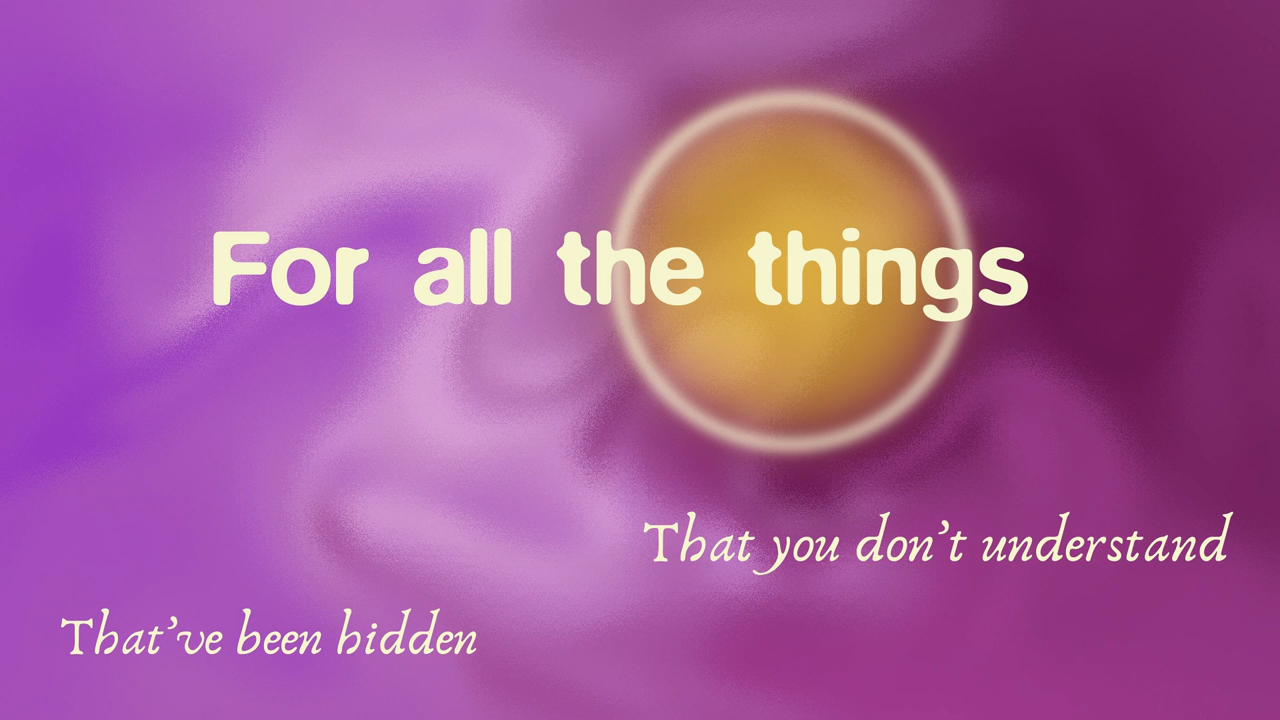 For all the things
That you don’t understand
That’ve been hidden